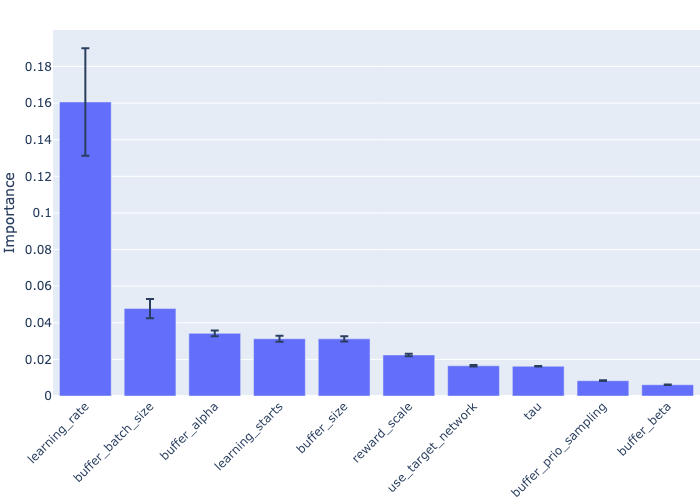 0.18
0.16
0.14
0.12
0.1
0.08
0.06
0.04
0.02
0
Importance
learning_rate
buffer_batch_size
buffer_alpha
learning_starts
buffer_size
reward_scale
use_target_network
tau
buffer_prio_sampling
buffer_beta